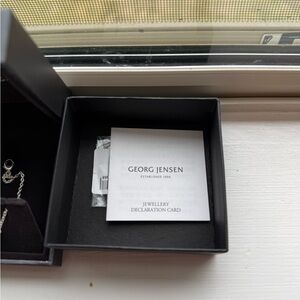 GEORG JENSEN
ESTABLISHED 1904
JEWELLERY
DECLARATION CARD